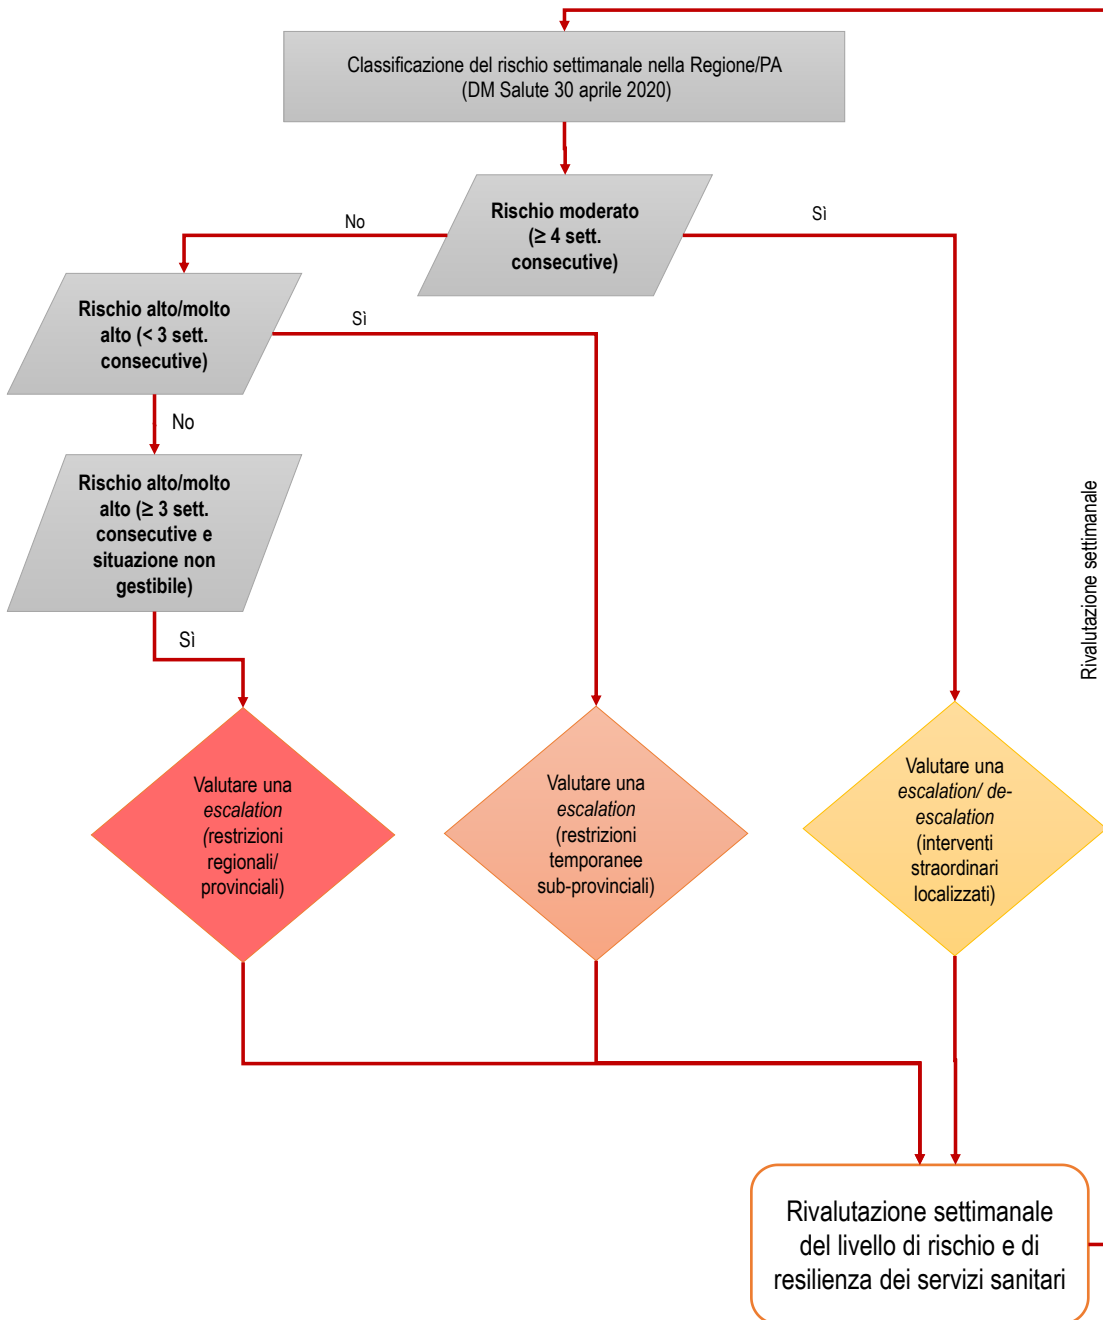 Classificazione del rischio settimanale nella Regione/PA
(DM Salute 30 aprile 2020)
Rischio moderato
(≥ 4 sett.
consecutive)
No
Sì
Rischio alto/molto
alto (< 3 sett.
consecutive)
Sì
No
Rischio alto/molto
alto (≥ 3 sett.
consecutive e
situazione non
gestibile)
Sì
Rivalutazione settimanale
Valutare una
escalation
(restrizioni
regionali/
provinciali)
Valutare una
escalation
(restrizioni
temporanee
sub-provinciali)
Valutare una
escalation/ de-
escalation
(interventi
straordinari
localizzati)
Rivalutazione settimanale
del livello di rischio e di
resilienza dei servizi sanitari